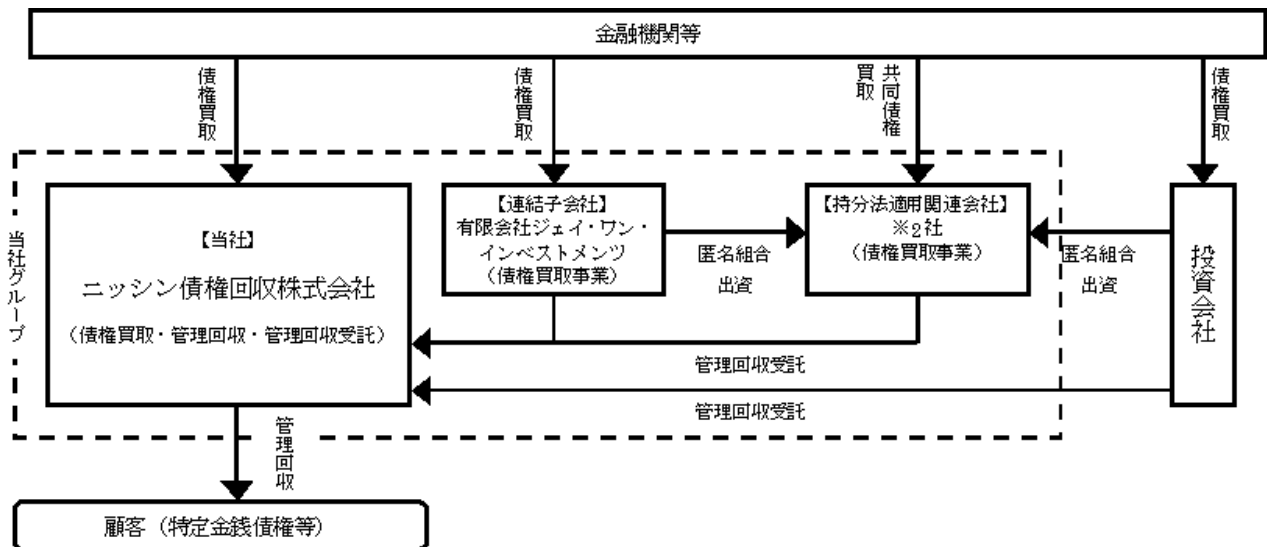 金融機関等
債権買取
債権買取
共同債権
買取
債権買取
当社グループ
【当社】
ニッシン債権回収株式会社
（債権買取・管理回収・管理回収受託）
【連結子会社】
有限会社ジェイ・ワン・
インベストメンツ
（債権買取事業）
匿名組合
出資
【持分法適用関連会社】
※2社
（債権買取事業）
匿名組合
出資
投資会社
管理回収受託
管理回収受託
管理回収
顧客（特定金銭債権等）